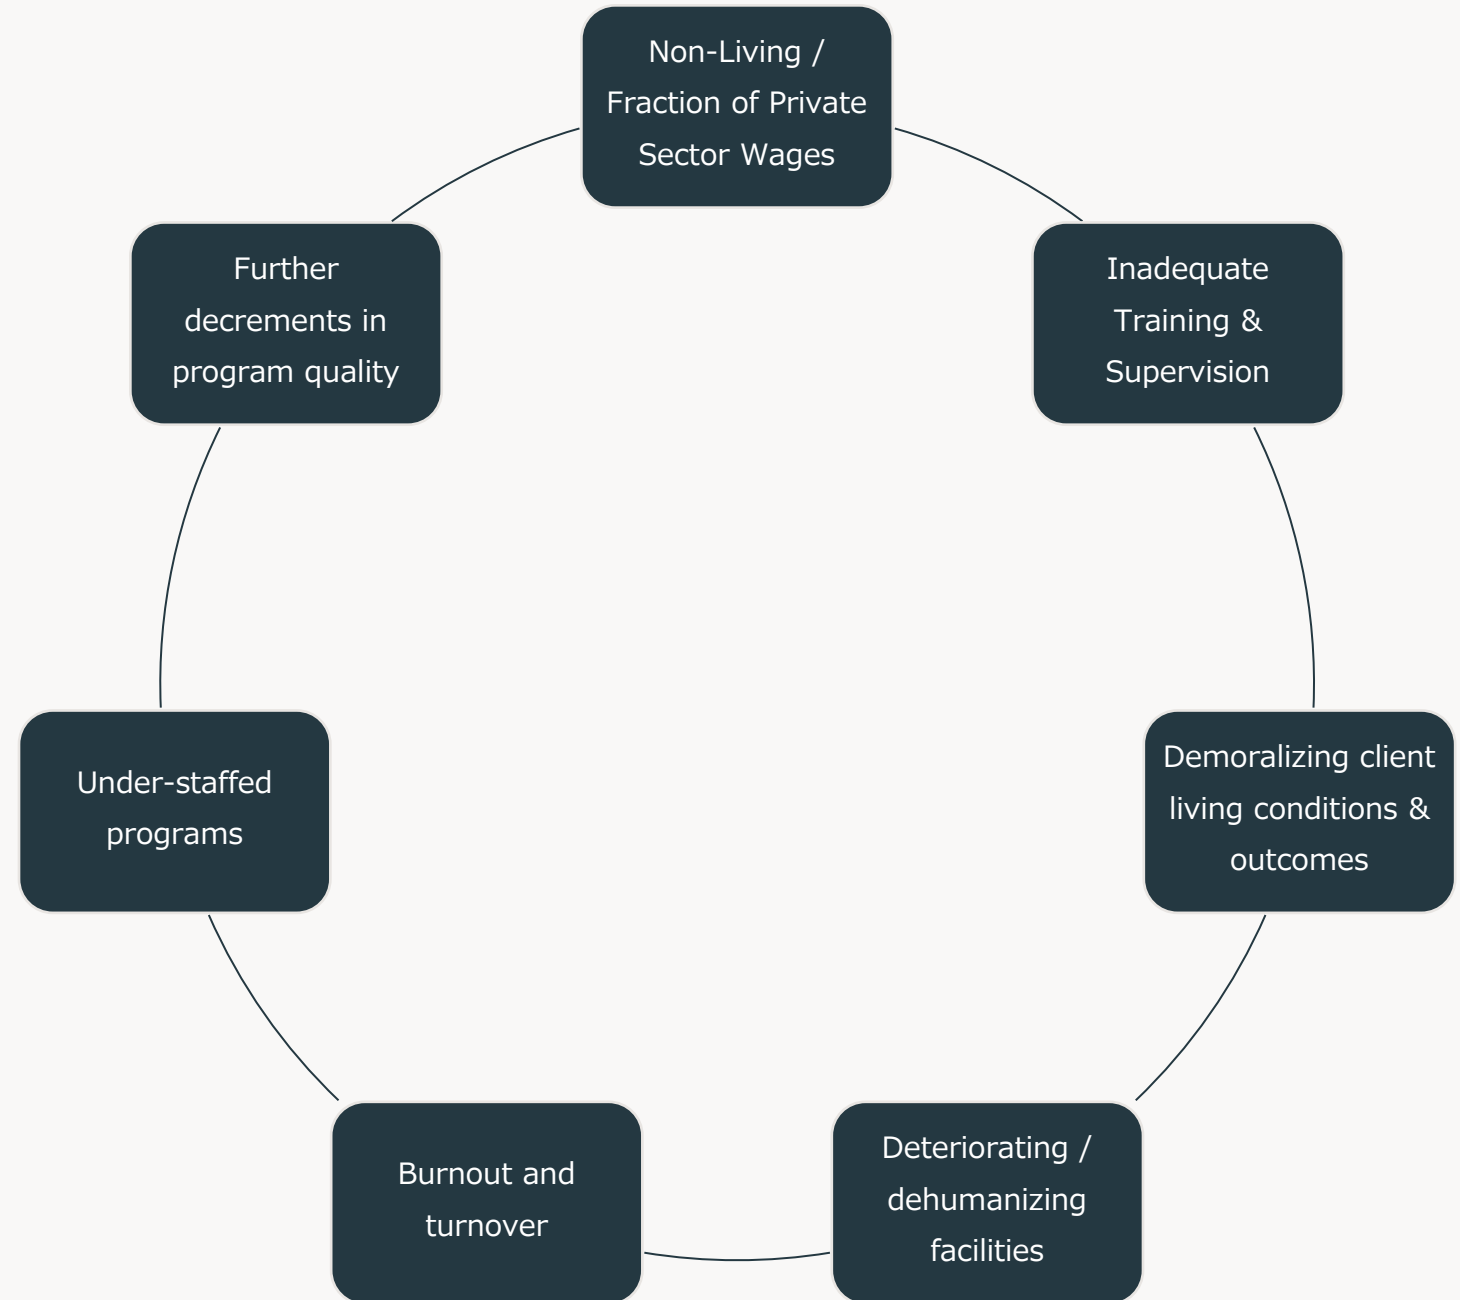 Non-Living /
Fraction of Private
Sector Wages
Inadequate
Training &
Supervision
Demoralizing client
living conditions &
outcomes
Deteriorating /
dehumanizing
facilities
Burnout and
turnover
Under-staffed
programs
Further
decrements in
program quality